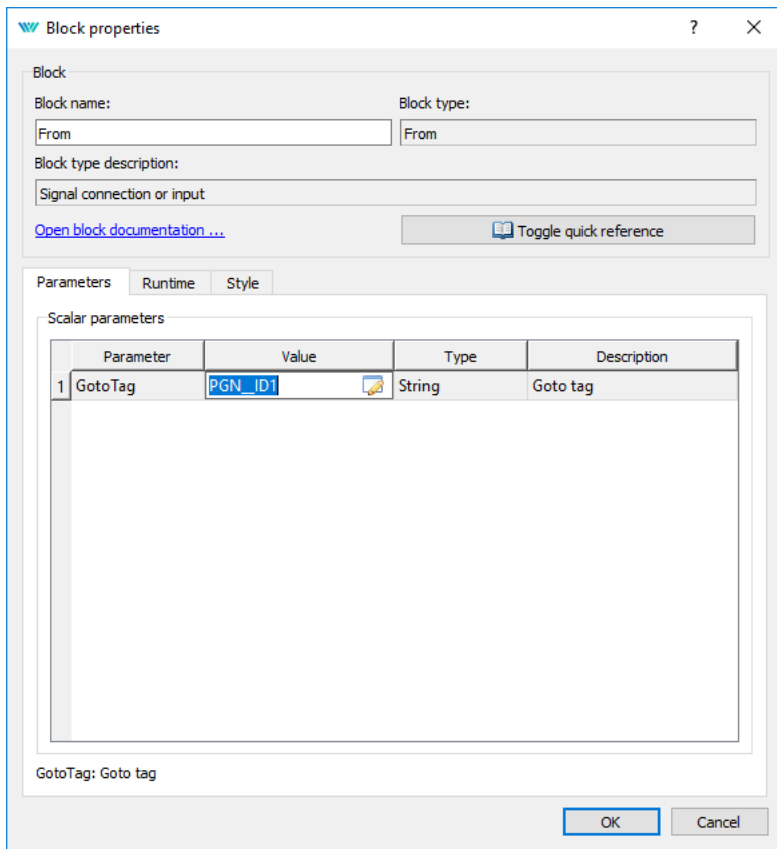 Block properties
?
Block
Block name:
Block type:
From
From
Block type description:
Signal connection or input
Open block documentation ...
Toggle quick reference
Parameters
Runtime
Style
Scalar parameters
Parameter Value Type Description
1 GotoTag PGN__ID1 String Goto tag
GotoTag: Goto tag
OK
Cancel